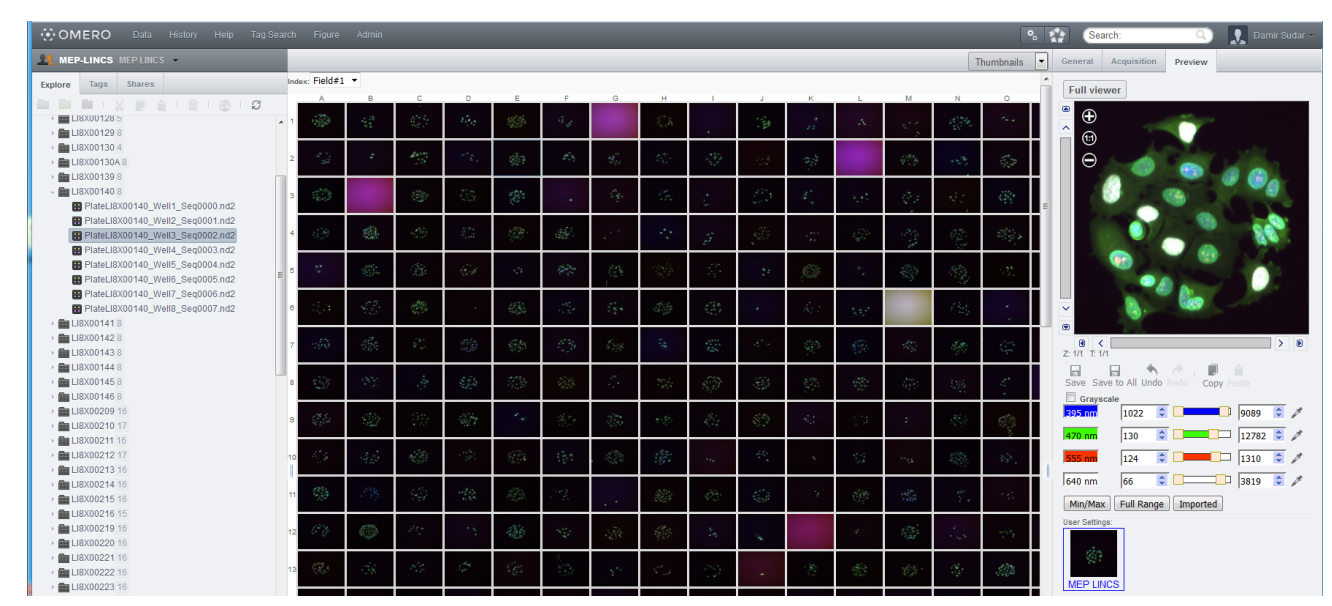 OMERO Data History Help Tag Search Figure Admin Search: Damir Sudar
MEP-LINCS MEP LINCS
Thumbnails
General Acquisition Preview
Explore Tags Shares
Index: Field#1
Full viewer
A B C D E F G H I J K L M N O
1
2
3
4
5
6
7
8
9
10
11
12
13
LI8X00128 5
LI8X00129 8
LI8X00130 4
LI8X00130A 8
LI8X00139 8
LI8X00140 8
PlateLI8X00140_Well1_Seq0000.nd2
PlateLI8X00140_Well2_Seq0001.nd2
PlateLI8X00140_Well3_Seq0002.nd2
PlateLI8X00140_Well4_Seq0003.nd2
PlateLI8X00140_Well5_Seq0004.nd2
PlateLI8X00140_Well6_Seq0005.nd2
PlateLI8X00140_Well7_Seq0006.nd2
PlateLI8X00140_Well8_Seq0007.nd2
LI8X00141 8
LI8X00142 8
LI8X00143 8
LI8X00144 8
LI8X00145 8
LI8X00146 8
LI8X00209 16
LI8X00210 17
LI8X00211 16
LI8X00212 17
LI8X00213 16
LI8X00214 16
LI8X00215 16
LI8X00216 15
LI8X00219 16
LI8X00220 16
LI8X00221 16
LI8X00222 16
LI8X00223 16
1:1
Z: 1/1 T: 1/1
Save Save to All Undo Redo Copy Paste
Grayscale
395 nm 1022 9089
470 nm 130 12782
555 nm 124 1310
640 nm 66 3819
Min/Max Full Range Imported
User Settings:
MEP LINCS